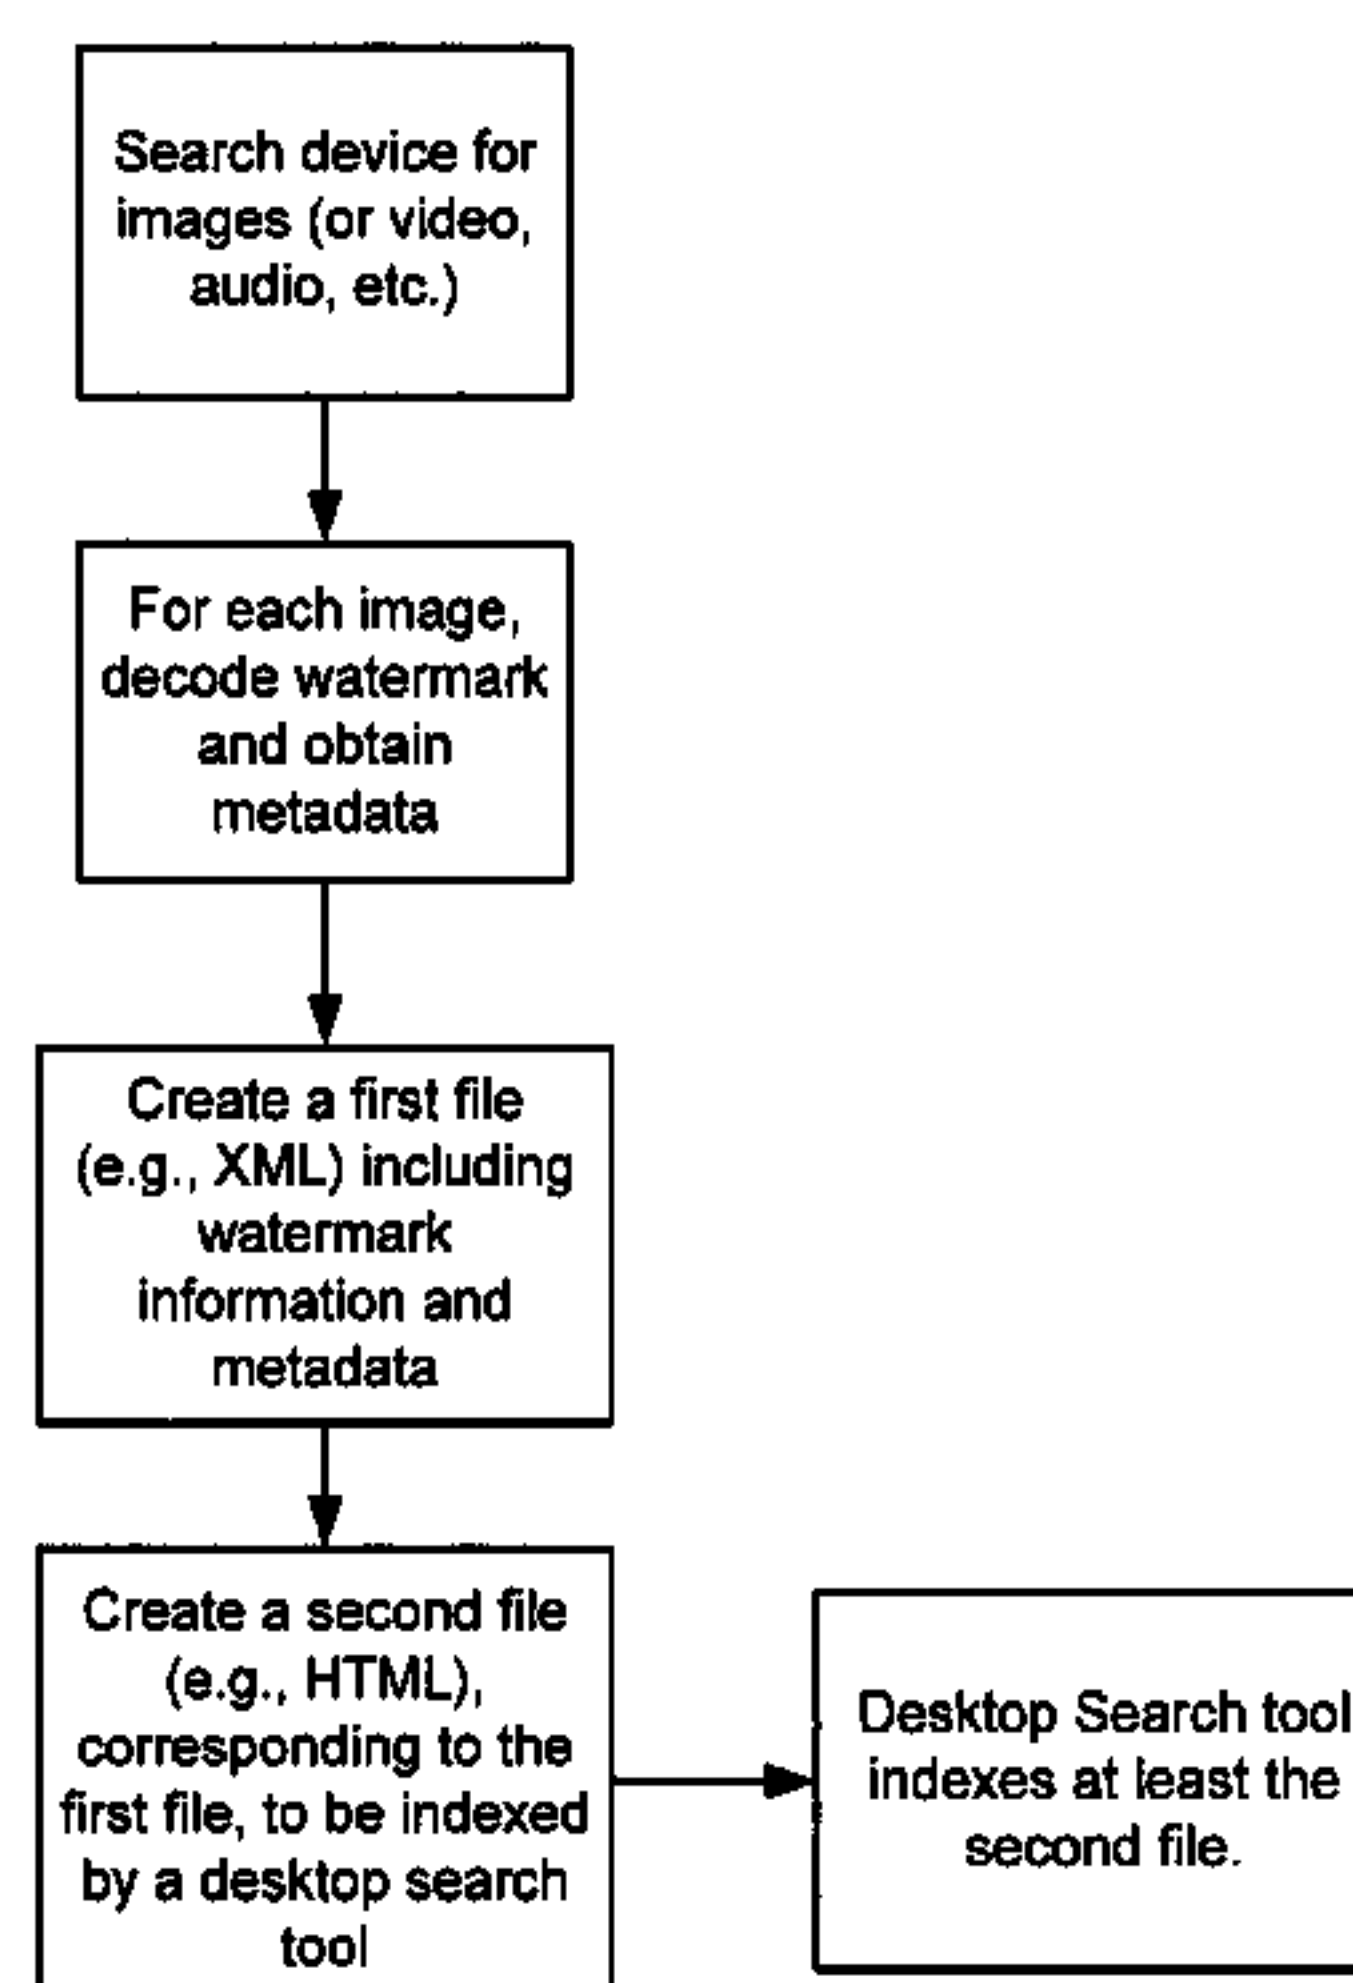 Search device for
images (or video,
audio, etc.)
For each image,
decode watermark
and obtain
metadata
Create a first file
(e.g., XML) including
watermark
information and
metadata
Create a second file
(e.g., HTML),
corresponding to the
first file, to be indexed
by a desktop search
tool
Desktop Search tool
indexes at least the
second file.